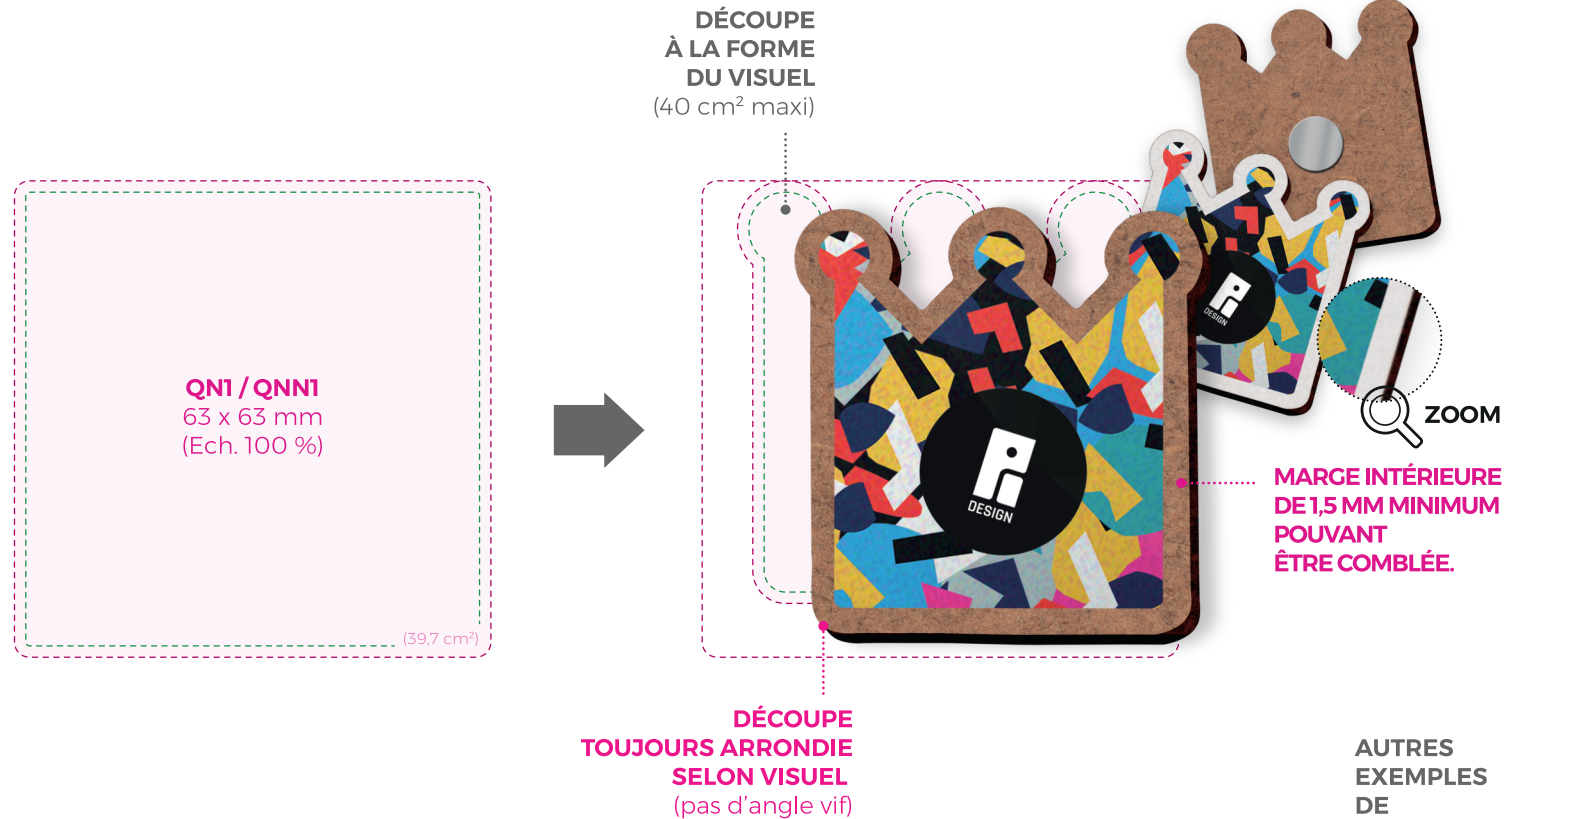 DÉCOUPE
À LA FORME
DU VISUEL
(40 cm² maxi)
QN1 / QNN1
63 x 63 mm
(Ech. 100 %)
(39,7 cm²)
DESIGN
DESIGN
ZOOM
MARGE INTÉRIEURE
DE 1,5 MM MINIMUM
POUVANT
ÊTRE COMBLÉE.
DÉCOUPE
TOUJOURS ARRONDIE
SELON VISUEL
(pas d'angle vif)
AUTRES
EXEMPLES
DE